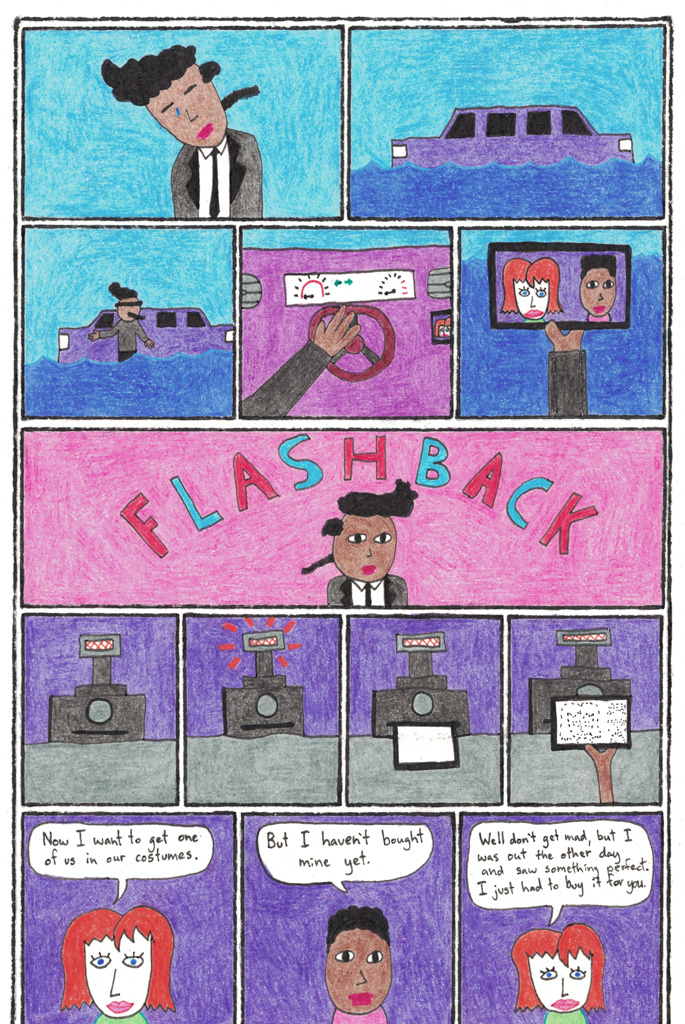 FLASHBACK
Now I want to get one
of us in our costumes.
But I haven't bought
mine yet.
Well don't get mad, but I
was out the other day
and saw something perfect.
I just had to buy it for you.